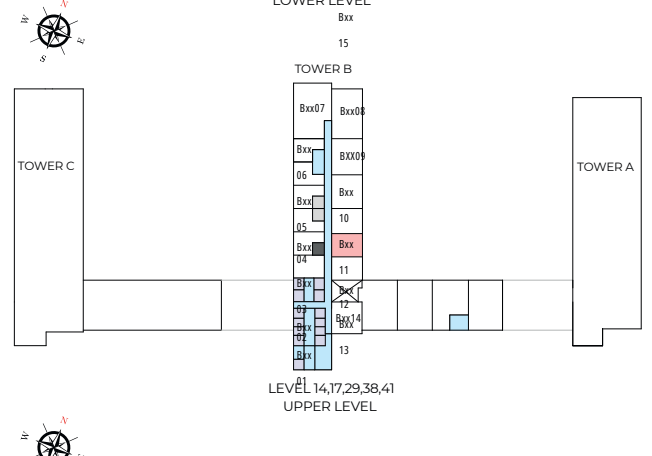 LOWER LEVEL
N
W
E
S
Bxx
15
TOWER B
Bxx07
Bxx08
Bxx
06
BXX09
TOWER C
TOWER A
Bxx
05
Bxx
10
Bxx
04
Bxx
11
Bxx
03
Bxx
12
Bxx14
Bxx
02
Bxx
13
Bxx
01
LEVEL 14,17,29,38,41
UPPER LEVEL
N
W